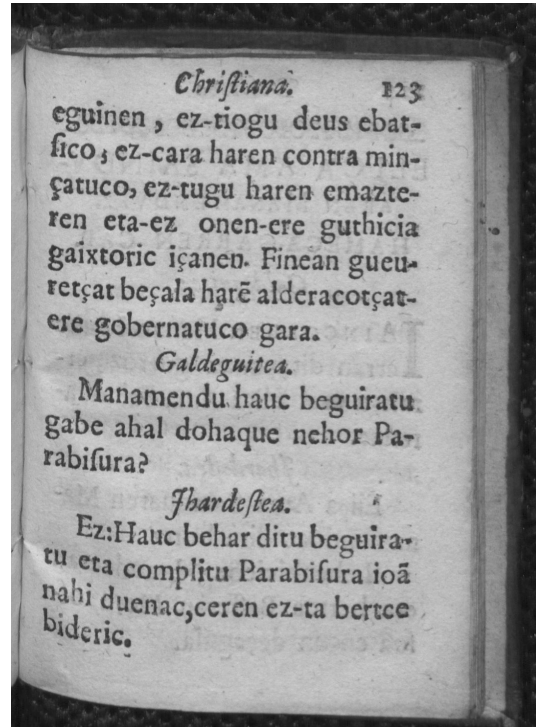 Chriſtiana. 123
eguinen, ez-tiogu deus ebat-
ſico; ez-cara haren contra min-
çatuco, ez-tugu haren emazte-
ren eta-ez onen-ere guthicia
gaixtoric içanen. Finean gueu-
retçat beçala harẽ alderacotçat-
ere gobernatuco gara.
Galdeguitea.
Manamendu hauc beguiratu
gabe ahal dohaque nehor Pa-
rabiſura?
Jhardeſtea.
Ez: Hauc behar ditu beguira-
tu eta complitu Parabiſura ioã
nahi duenac, ceren ez-ta bertce
bideric.